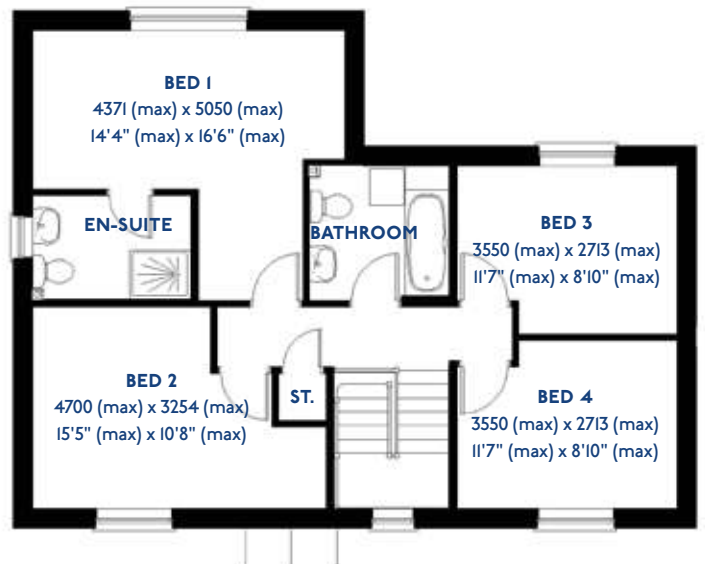 BED 1
4371 (max) x 5050 (max)
14'4" (max) x 16'6" (max)
EN-SUITE
BATHROOM
BED 3
3550 (max) x 2713 (max)
11'7" (max) x 8'10" (max)
BED 2
4700 (max) x 3254 (max)
15'5" (max) x 10'8" (max)
ST.
BED 4
3550 (max) x 2713 (max)
11'7" (max) x 8'10" (max)